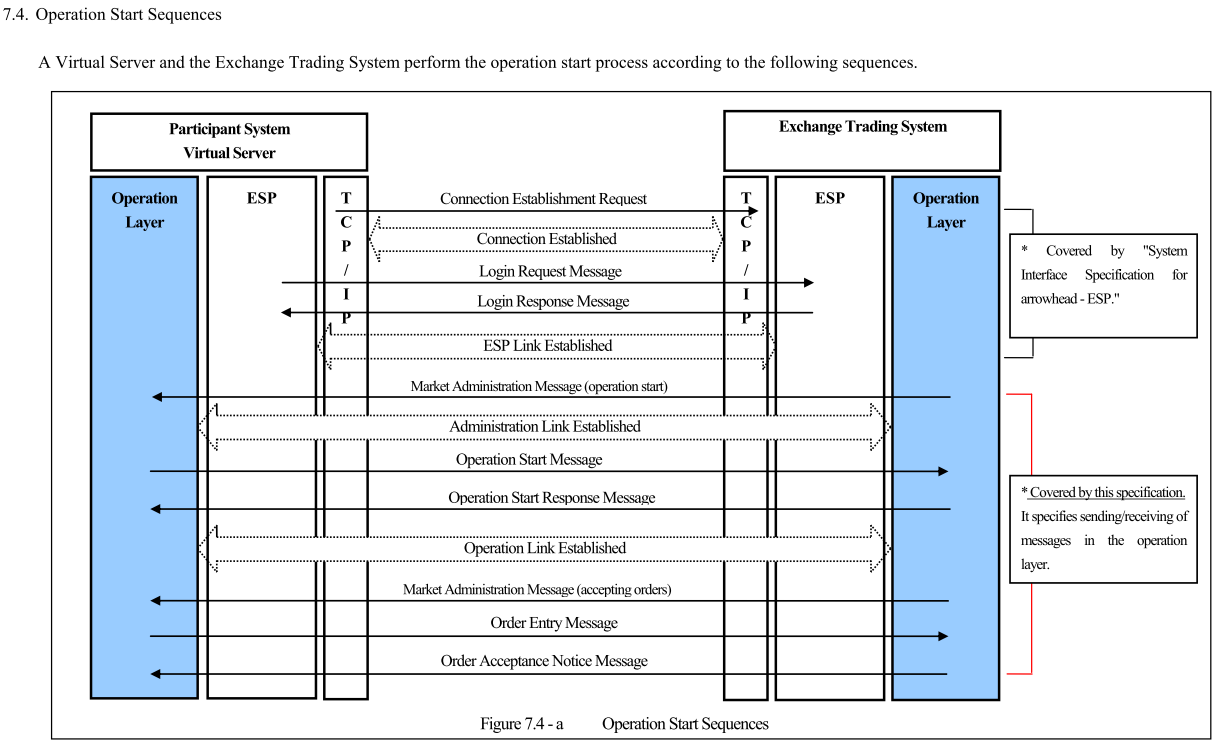 7.4. Operation Start Sequences
A Virtual Server and the Exchange Trading System perform the operation start process according to the following sequences.
Participant System
Virtual Server
Exchange Trading System
Operation
Layer
ESP
T
C
P
/
I
P
T
C
P
/
I
P
ESP
Operation
Layer
Connection Establishment Request
Connection Established
Login Request Message
Login Response Message
ESP Link Established
Market Administration Message (operation start)
Administration Link Established
Operation Start Message
Operation Start Response Message
Operation Link Established
Market Administration Message (accepting orders)
Order Entry Message
Order Acceptance Notice Message
* Covered by "System
Interface Specification for
arrowhead - ESP."
* Covered by this specification.
It specifies sending/receiving of
messages in the operation
layer.
Figure 7.4 - a Operation Start Sequences